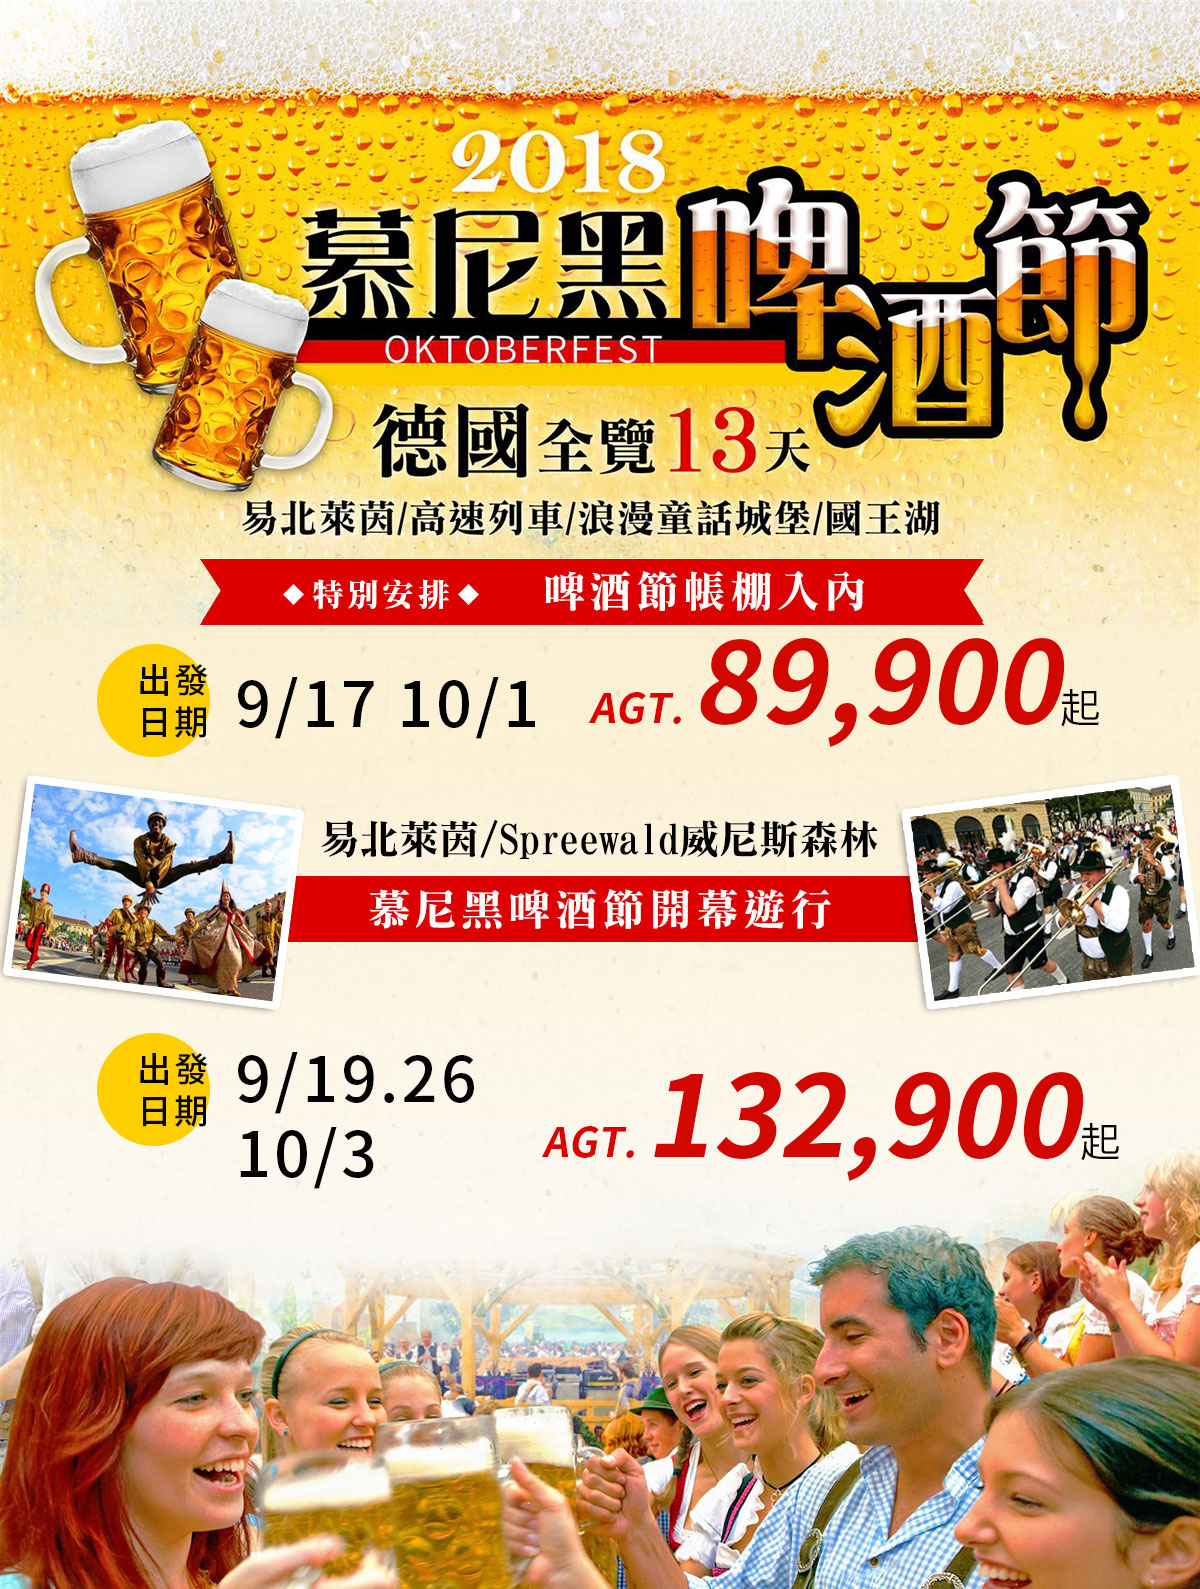 2018
慕尼黑啤酒節
OKTOBERFEST
德國全覽13天
易北萊茵/高速列車/浪漫童話城堡/國王湖
◆特別安排◆ 啤酒節帳棚入內
出發日期 9/17 10/1 AGT. 89,900起
易北萊茵/Spreewald威尼斯森林
慕尼黑啤酒節開幕遊行
出發日期 9/19.26
10/3
AGT. 132,900起